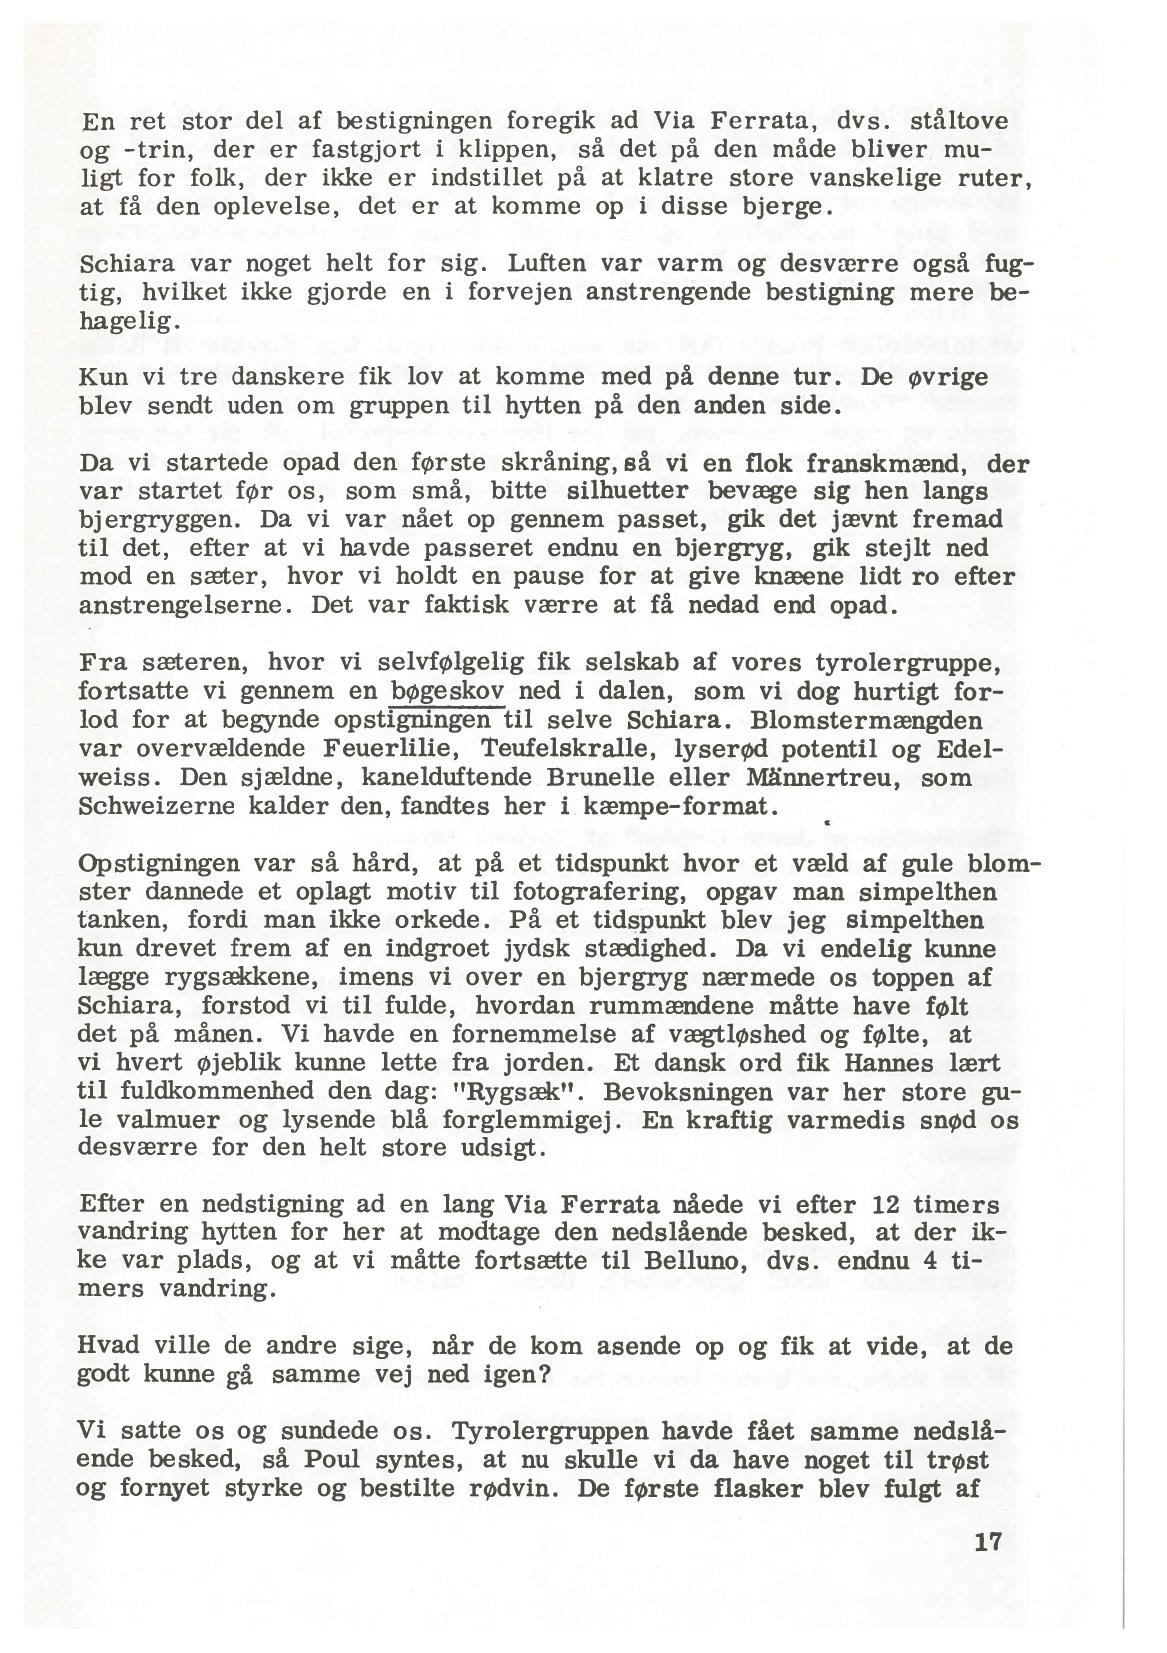 En ret stor del af bestigningen foregik ad Via Ferrata, dvs. ståltove
og -trin, der er fastgjort i klippen, så det på den måde bliver mu-
ligt for folk, der ikke er indstillet på at klatre store vanskelige ruter,
at få den oplevelse, det er at komme op i disse bjerge.

Schiara var noget helt for sig. Luften var varm og desværre også fug-
tig, hvilket ikke gjorde en i forvejen anstrengende bestigning mere be-
hagelig.

Kun vi tre danskere fik lov at komme med på denne tur. De øvrige
blev sendt uden om gruppen til hytten på den anden side.

Da vi startede opad den første skråning, så vi en flok franskmænd, der
var startet før os, som små, bitte silhuetter bevæge sig hen langs
bjergryggen. Da vi var nået op gennem passet, gik det jævnt fremad
til det, efter at vi havde passeret endnu en bjergryg, gik stejlt ned
mod en sæter, hvor vi holdt en pause for at give knæene lidt ro efter
anstrengelserne. Det var faktisk værre at få nedad end opad.

Fra sæteren, hvor vi selvfølgelig fik selskab af vores tyrolergruppe,
fortsatte vi gennem en bøgeskov ned i dalen, som vi dog hurtigt for-
lod for at begynde opstigningen til selve Schiara. Blomstermængden
var overvældende Feuerlilie, Teufelskralle, lyserød potentil og Edel-
weiss. Den sjældne, kanelduftende Brunelle eller Männertreu, som
Schweizerne kalder den, fandtes her i kæmpe-format.

Opstigningen var så hård, at på et tidspunkt hvor et væld af gule blom-
ster dannede et oplagt motiv til fotografering, opgav man simpelthen
tanken, fordi man ikke orkede. På et tidspunkt blev jeg simpelthen
kun drevet frem af en indgroet jydsk stædighed. Da vi endelig kunne
lægge rygsækkene, imens vi over en bjergryg nærmede os toppen af
Schiara, forstod vi til fulde, hvordan rummændene måtte have følt
det på månen. Vi havde en fornemmelse af vægtløshed og følte, at
vi hvert øjeblik kunne lette fra jorden. Et dansk ord fik Hannes lært
til fuldkommenhed den dag: "Rygsæk". Bevoksningen var her store gu-
le valmuer og lysende blå forglemmigej. En kraftig varmedis snød os
desværre for den helt store udsigt.

Efter en nedstigning ad en lang Via Ferrata nåede vi efter 12 timers
vandring hytten for her at modtage den nedslående besked, at der ik-
ke var plads, og at vi måtte fortsætte til Belluno, dvs. endnu 4 ti-
mers vandring.

Hvad ville de andre sige, når de kom asende op og fik at vide, at de
godt kunne gå samme vej ned igen?

Vi satte os og sundede os. Tyrolergruppen havde fået samme nedslå-
ende besked, så Poul syntes, at nu skulle vi da have noget til trøst
og fornyet styrke og bestilte rødvin. De første flasker blev fulgt af

17